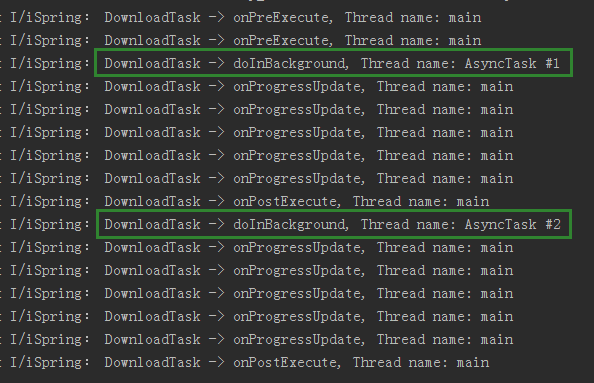 t I/iSpring: DownloadTask -> onPreExecute, Thread name: main
t I/iSpring: DownloadTask -> onPreExecute, Thread name: main
t I/iSpring: DownloadTask -> doInBackground, Thread name: AsyncTask #1
t I/iSpring: DownloadTask -> onProgressUpdate, Thread name: main
t I/iSpring: DownloadTask -> onProgressUpdate, Thread name: main
t I/iSpring: DownloadTask -> onProgressUpdate, Thread name: main
t I/iSpring: DownloadTask -> onProgressUpdate, Thread name: main
t I/iSpring: DownloadTask -> onProgressUpdate, Thread name: main
t I/iSpring: DownloadTask -> onPostExecute, Thread name: main
t I/iSpring: DownloadTask -> doInBackground, Thread name: AsyncTask #2
t I/iSpring: DownloadTask -> onProgressUpdate, Thread name: main
t I/iSpring: DownloadTask -> onProgressUpdate, Thread name: main
t I/iSpring: DownloadTask -> onProgressUpdate, Thread name: main
t I/iSpring: DownloadTask -> onProgressUpdate, Thread name: main
t I/iSpring: DownloadTask -> onProgressUpdate, Thread name: main
t I/iSpring: DownloadTask -> onPostExecute, Thread name: main